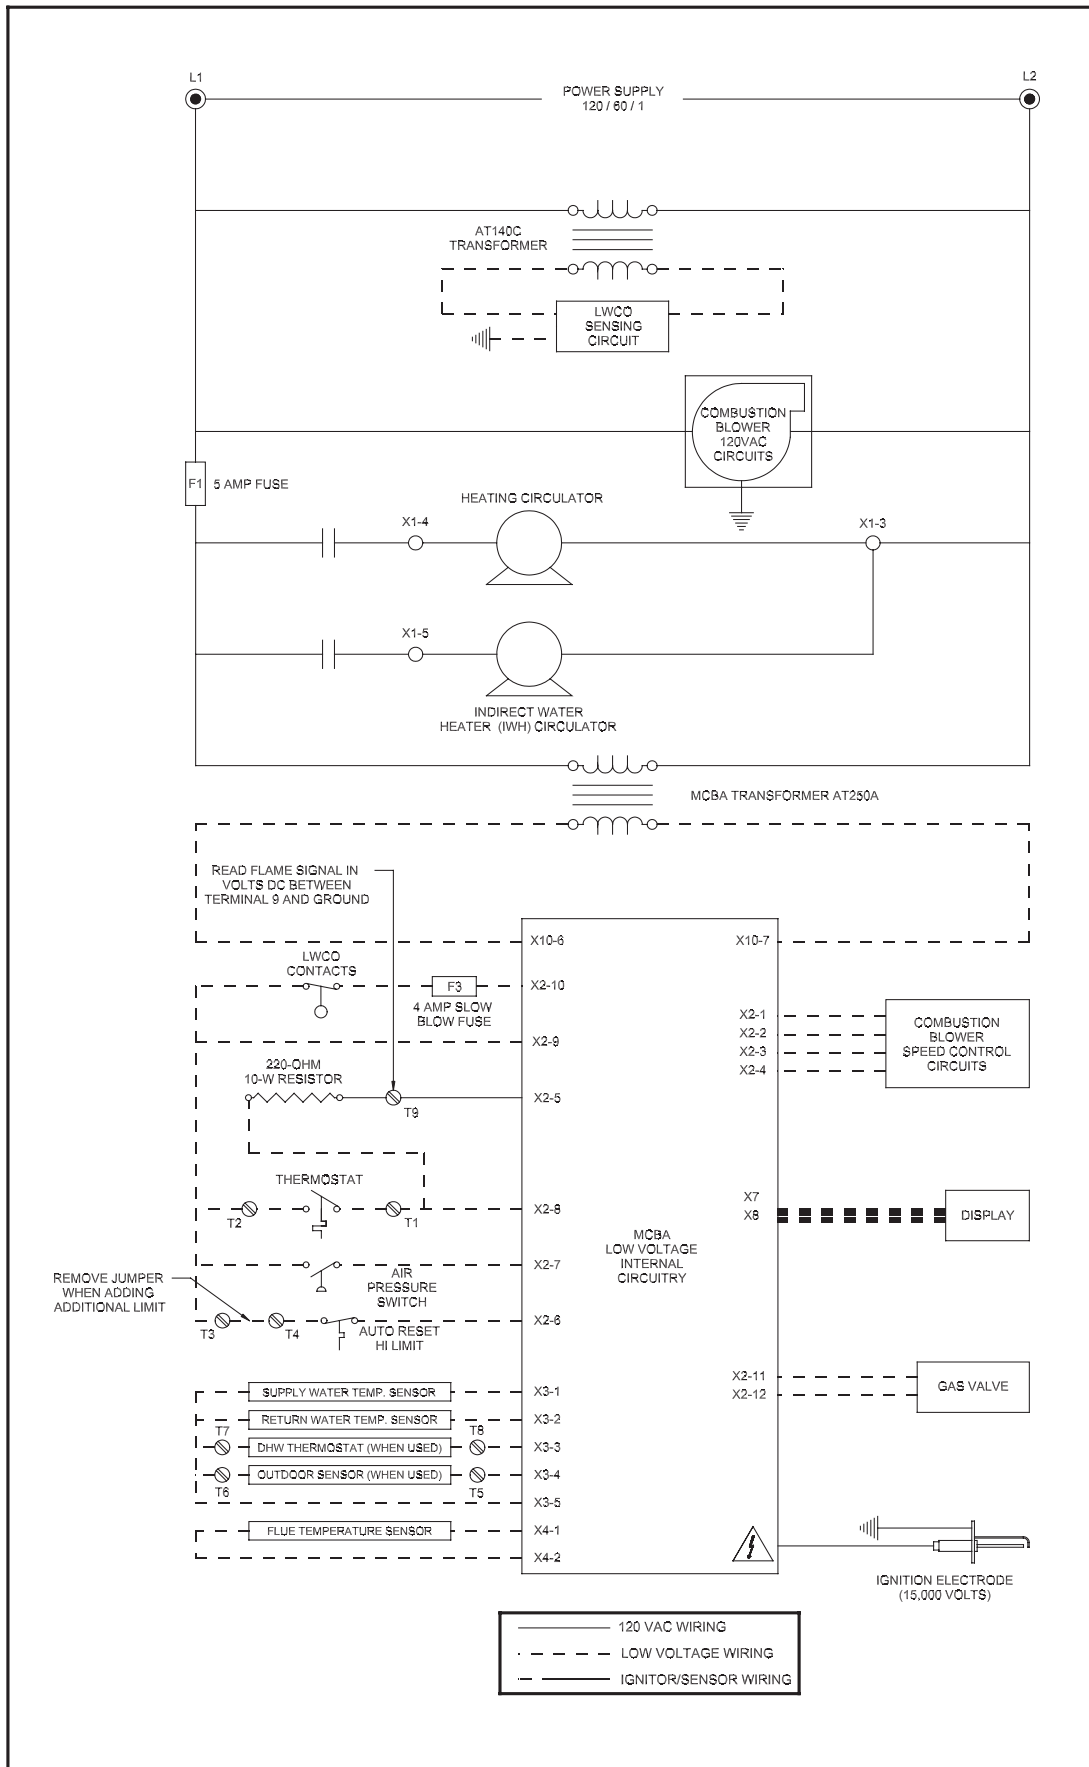 L1
L2
POWER SUPPLY
120 / 60 / 1
AT140C
TRANSFORMER
LWCO
SENSING
CIRCUIT
COMBUSTION
BLOWER
120VAC
CIRCUITS
F1
5 AMP FUSE
HEATING CIRCULATOR
X1-4
X1-3
X1-5
INDIRECT WATER
HEATER (IWH) CIRCULATOR
MCBA TRANSFORMER AT250A
READ FLAME SIGNAL IN
VOLTS DC BETWEEN
TERMINAL 9 AND GROUND
X10-6
X10-7
LWCO
CONTACTS
F3
X2-10
4 AMP SLOW
BLOW FUSE
X2-1
X2-2
X2-3
X2-4
COMBUSTION
BLOWER
SPEED CONTROL
CIRCUITS
X2-9
220-OHM
10-W RESISTOR
T9
X2-5
THERMOSTAT
T2
T1
X2-8
X7
X8
DISPLAY
MCBA
LOW VOLTAGE
INTERNAL
CIRCUITRY
X2-7
AIR
PRESSURE
SWITCH
REMOVE JUMPER
WHEN ADDING
ADDITIONAL LIMIT
T3
T4
X2-6
AUTO RESET
HI LIMIT
X2-11
X2-12
GAS VALVE
SUPPLY WATER TEMP. SENSOR
X3-1
RETURN WATER TEMP. SENSOR
X3-2
T7
T8
DHW THERMOSTAT (WHEN USED)
X3-3
OUTDOOR SENSOR (WHEN USED)
X3-4
T6
T5
X3-5
FLUE TEMPERATURE SENSOR
X4-1
X4-2
IGNITION ELECTRODE
(15,000 VOLTS)
120 VAC WIRING
LOW VOLTAGE WIRING
IGNITOR/SENSOR WIRING